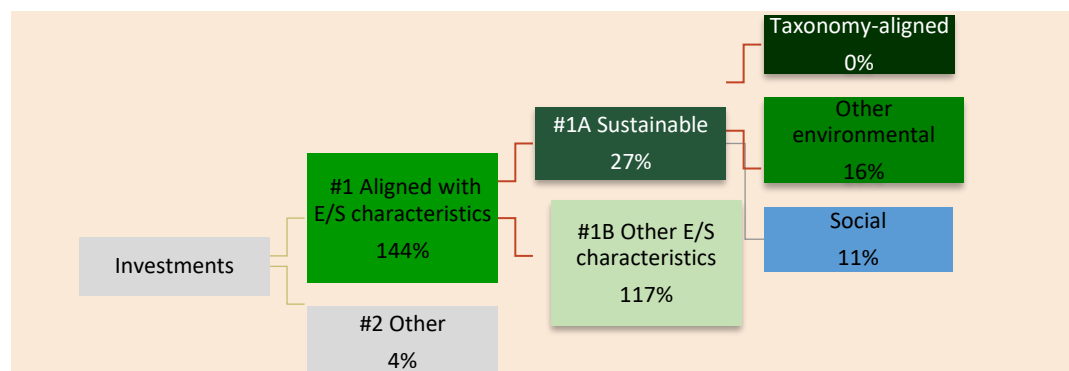 Investments
#1 Aligned with
E/S characteristics
144%
#2 Other
4%
#1A Sustainable
27%
#1B Other E/S
characteristics
117%
Taxonomy-aligned
0%
Other
environmental
16%
Social
11%